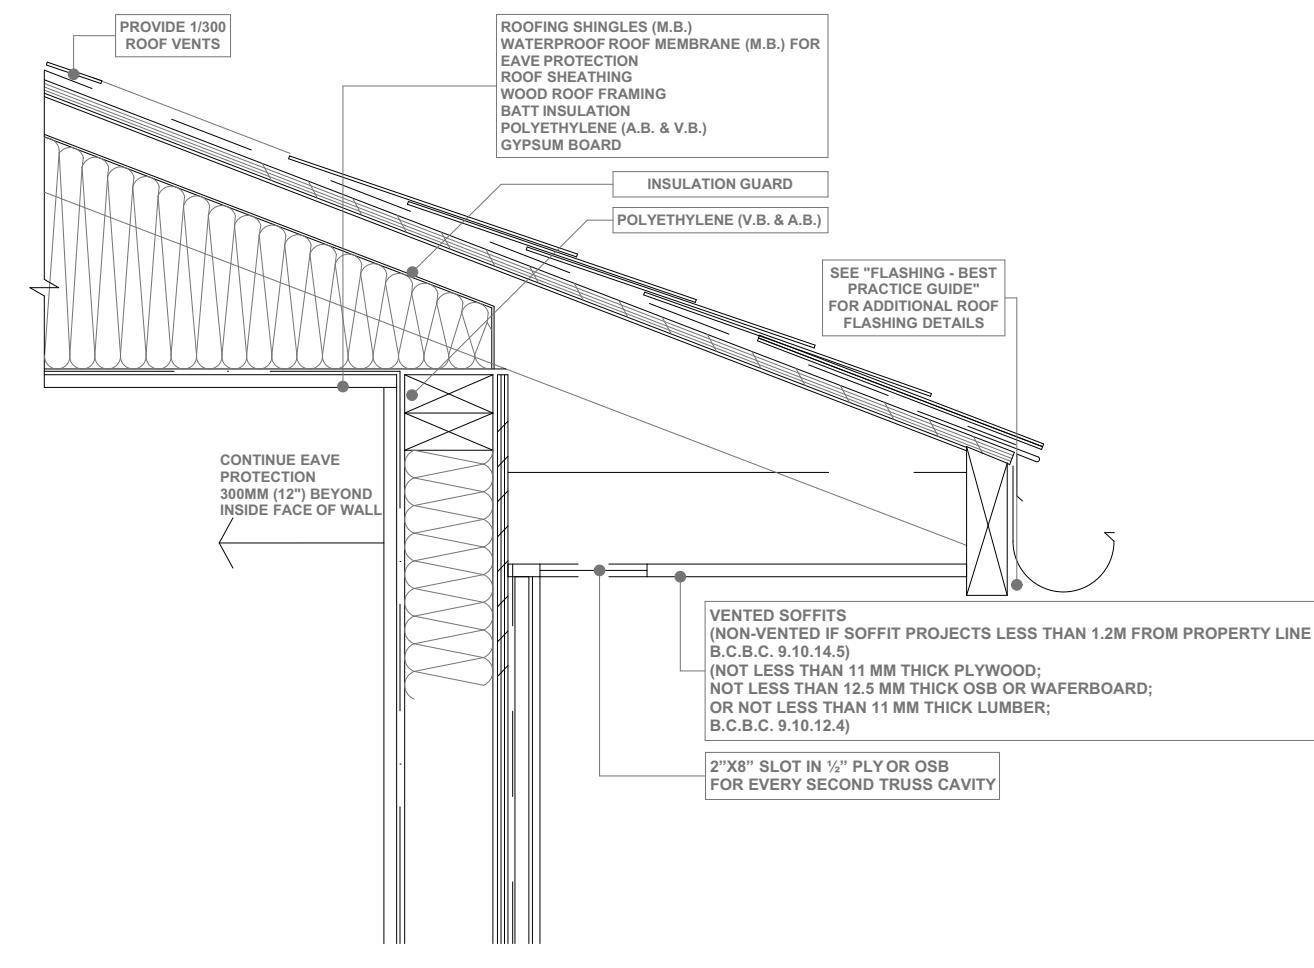 PROVIDE 1/300
ROOF VENTS
ROOFING SHINGLES (M.B.)
WATERPROOF ROOF MEMBRANE (M.B.) FOR
EAVE PROTECTION
ROOF SHEATHING
WOOD ROOF FRAMING
BATT INSULATION
POLYETHYLENE (A.B. & V.B.)
GYPSUM BOARD
INSULATION GUARD
POLYETHYLENE (V.B. & A.B.)
SEE "FLASHING - BEST
PRACTICE GUIDE"
FOR ADDITIONAL ROOF
FLASHING DETAILS
CONTINUE EAVE
PROTECTION
300MM (12") BEYOND
INSIDE FACE OF WALL
VENTED SOFFITS
(NON-VENTED IF SOFFIT PROJECTS LESS THAN 1.2M FROM PROPERTY LINE
B.C.B.C. 9.10.14.5)
(NOT LESS THAN 11 MM THICK PLYWOOD;
NOT LESS THAN 12.5 MM THICK OSB OR WAFERBOARD;
OR NOT LESS THAN 11 MM THICK LUMBER;
B.C.B.C. 9.10.12.4)
2”X8” SLOT IN ½” PLY OR OSB
FOR EVERY SECOND TRUSS CAVITY